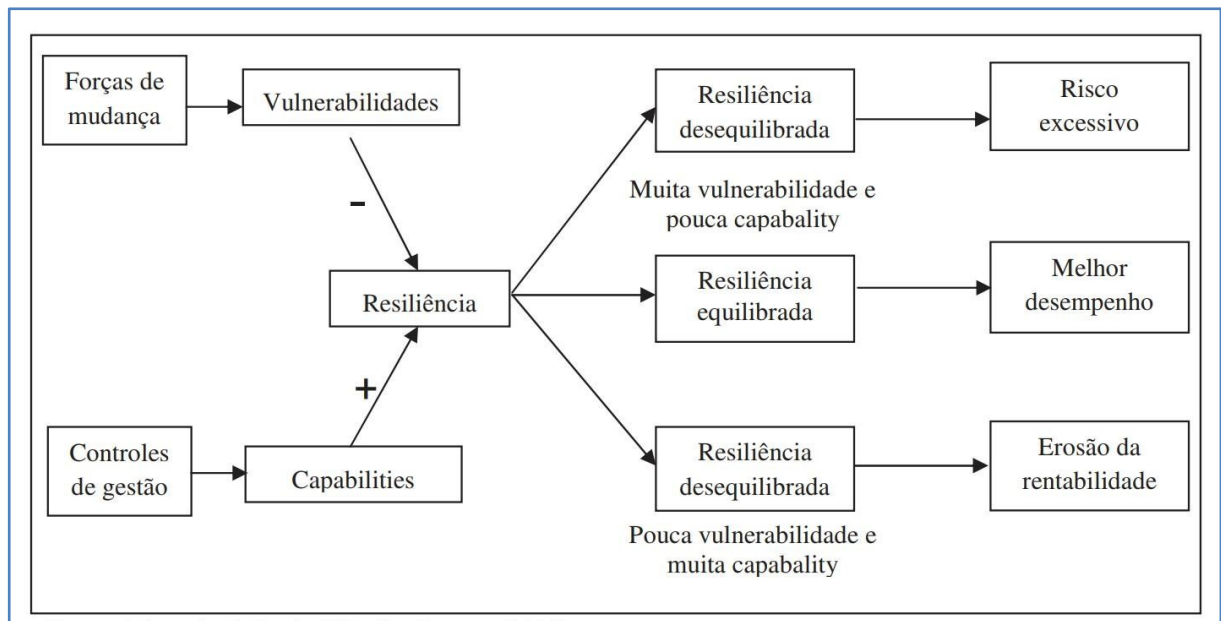 Forças de
mudança
Vulnerabilidades
-
Resiliência
+
Controles
de gestão
Capabilities
Resiliência
desequilibrada
Muita vulnerabilidade e
pouca capabality
Risco
excessivo
Resiliência
equilibrada
Melhor
desempenho
Resiliência
desequilibrada
Pouca vulnerabilidade e
muita capabality
Erosão da
rentabilidade